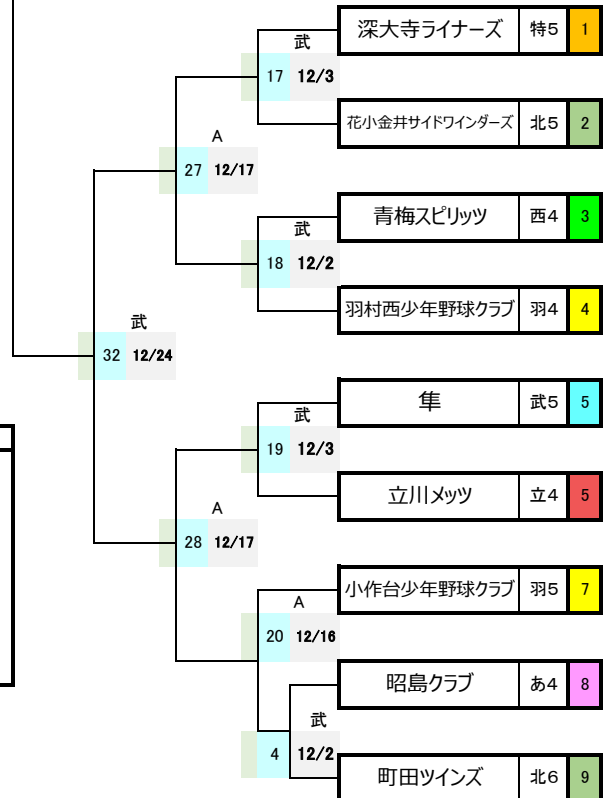 深大寺ライナーズ 特5 1
武
17 12/3
花小金井サイドワインダーズ 北5 2
A
27 12/17
青梅スピリッツ 西4 3
武
18 12/2
羽村西少年野球クラブ 羽4 4
武
32 12/24
隼 武5 5
武
19 12/3
立川メッツ 立4 5
A
28 12/17
小作台少年野球クラブ 羽5 7
A
20 12/16
昭島クラブ あ4 8
武
4 12/2
町田ツインズ 北6 9